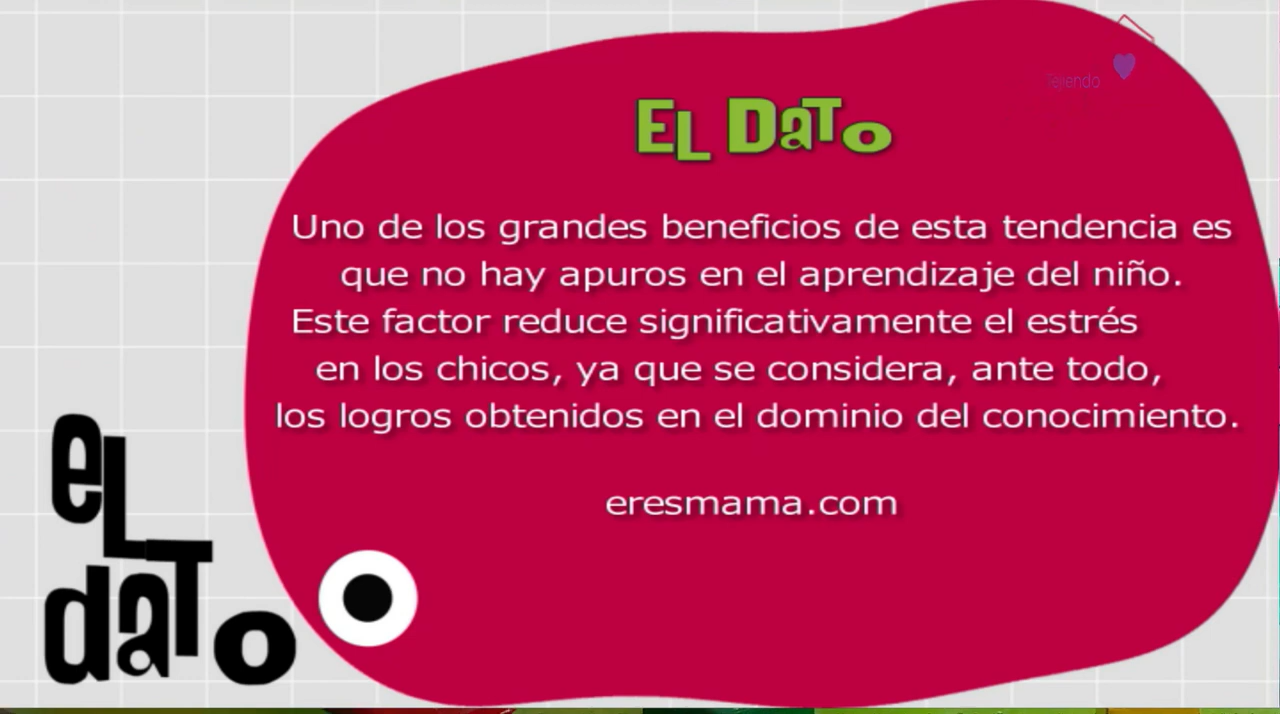 Tejiendo
EL DaTo
Uno de los grandes beneficios de esta tendencia es
que no hay apuros en el aprendizaje del niño.
Este factor reduce significativamente el estrés
en los chicos, ya que se considera, ante todo,
los logros obtenidos en el dominio del conocimiento.
eresmama.com
eL
daTo